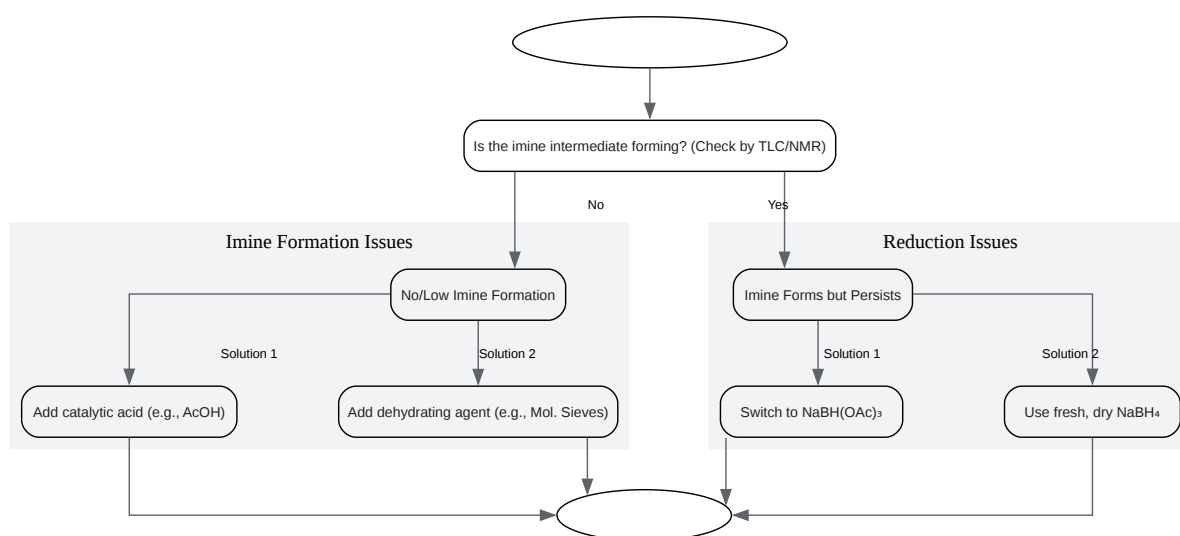 Is the imine intermediate forming? (Check by TLC/NMR)
No
Yes
Imine Formation Issues
Reduction Issues
No/Low Imine Formation
Imine Forms but Persists
Solution 1
Solution 2
Solution 1
Solution 2
Add catalytic acid (e.g., AcOH)
Add dehydrating agent (e.g., Mol. Sieves)
Switch to NaBH(OAc)₃
Use fresh, dry NaBH₄